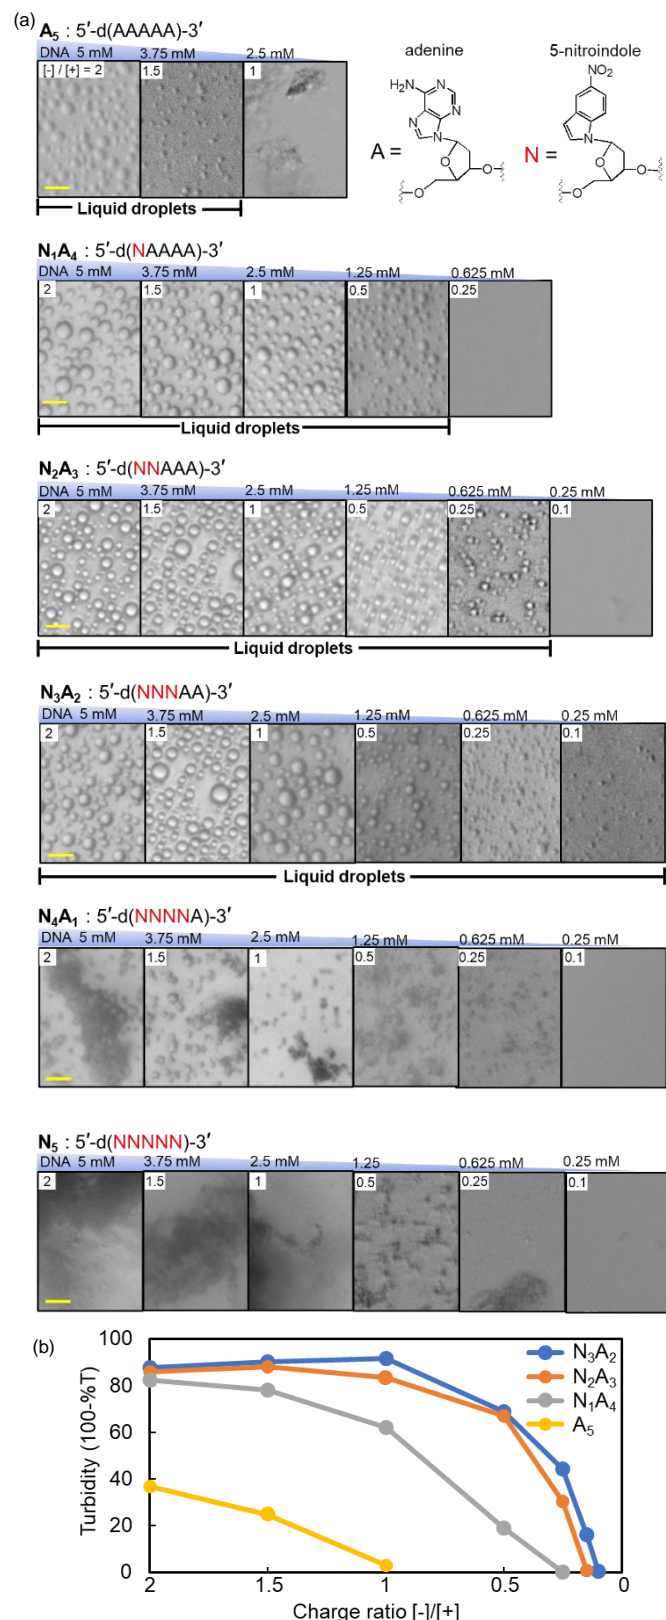 (a)
A5 : 5′-d(AAAAA)-3′
DNA 5 mM 3.75 mM 2.5 mM
[-] / [+] = 2 1.5 1
Liquid droplets
adenine 5-nitroindole
NO2
H2N N N
N N N
A = O O N = O O
O O
N1A4 : 5′-d(NAAAA)-3′
DNA 5 mM 3.75 mM 2.5 mM 1.25 mM 0.625 mM
2 1.5 1 0.5 0.25
Liquid droplets
N2A3 : 5′-d(NNAAA)-3′
DNA 5 mM 3.75 mM 2.5 mM 1.25 mM 0.625 mM 0.25 mM
2 1.5 1 0.5 0.25 0.1
Liquid droplets
N3A2 : 5′-d(NNNAA)-3′
DNA 5 mM 3.75 mM 2.5 mM 1.25 mM 0.625 mM 0.25 mM
2 1.5 1 0.5 0.25 0.1
Liquid droplets
N4A1 : 5′-d(NNNNA)-3′
DNA 5 mM 3.75 mM 2.5 mM 1.25 mM 0.625 mM 0.25 mM
2 1.5 1 0.5 0.25 0.1
N5 : 5′-d(NNNNN)-3′
DNA 5 mM 3.75 mM 2.5 mM 1.25 0.625 mM 0.25 mM
2 1.5 1 0.5 0.25 0.1
(b)
Turbidity (100-%T)
100
80
60
40
20
0
N3A2
N2A3
N1A4
A5
2 1.5 1 0.5 0
Charge ratio [-]/[+]